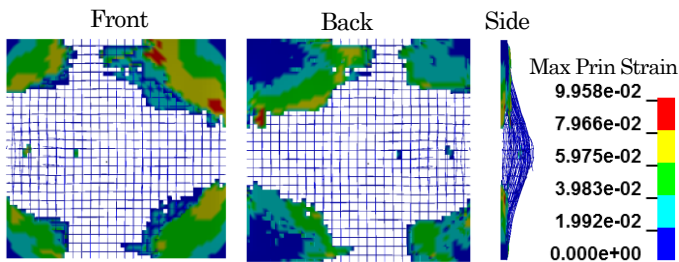 Front
Back
Side
Max Prin Strain
9.958e-02
7.966e-02
5.975e-02
3.983e-02
1.992e-02
0.000e+00